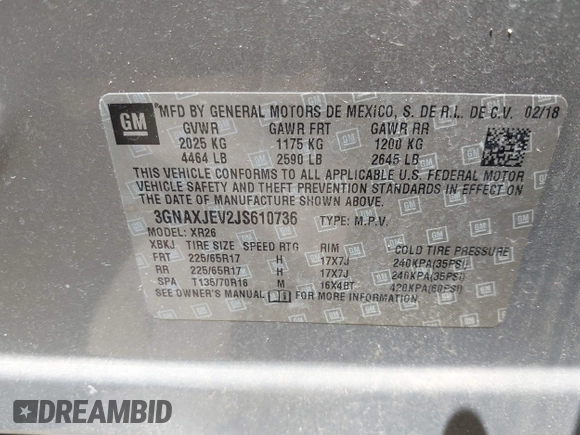 GM ® MFD BY GENERAL MOTORS DE MEXICO, S. DE R.L. DE C.V. 02/18
GVWR GAWR FRT GAWR RR
2025 KG 1175 KG 1200 KG
4464 LB 2590 LB 2645 LB
THIS VEHICLE CONFORMS TO ALL APPLICABLE U.S. FEDERAL MOTOR
VEHICLE SAFETY AND THEFT PREVENTION STANDARDS IN EFFECT ON
THE DATE OF MANUFACTURE SHOWN ABOVE.
3GNAXJEV2JS610736 TYPE: M.P.V.
MODEL: XR26
XBKJ TIRE SIZE SPEED RTG RIM COLD TIRE PRESSURE
FRT 225/65R17 H 17X7J 240KPA(35PSI)
RR 225/65R17 H 17X7J 240KPA(35PSI)
SPA T135/70R16 M 16X4BT 420KPA(60PSI)
SEE OWNER'S MANUAL i FOR MORE INFORMATION
DREAMBID